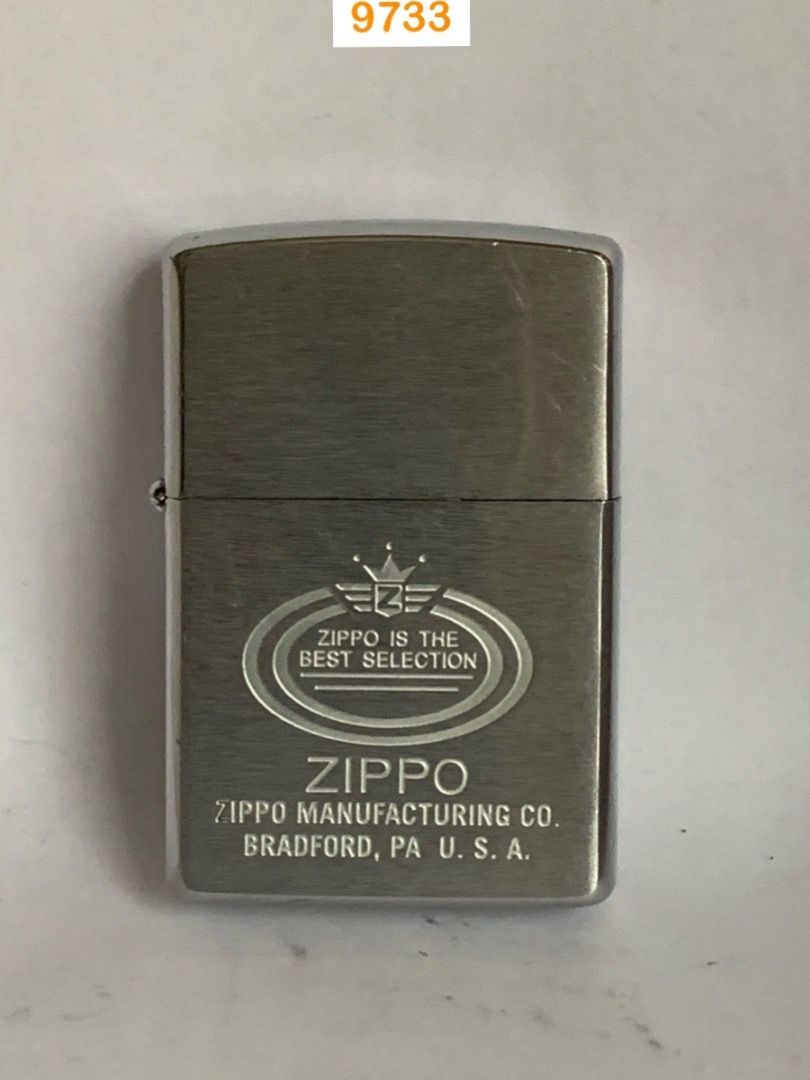 9733
Z
ZIPPO IS THE
BEST SELECTION
ZIPPO
ZIPPO MANUFACTURING CO.
BRADFORD, PA U. S. A.